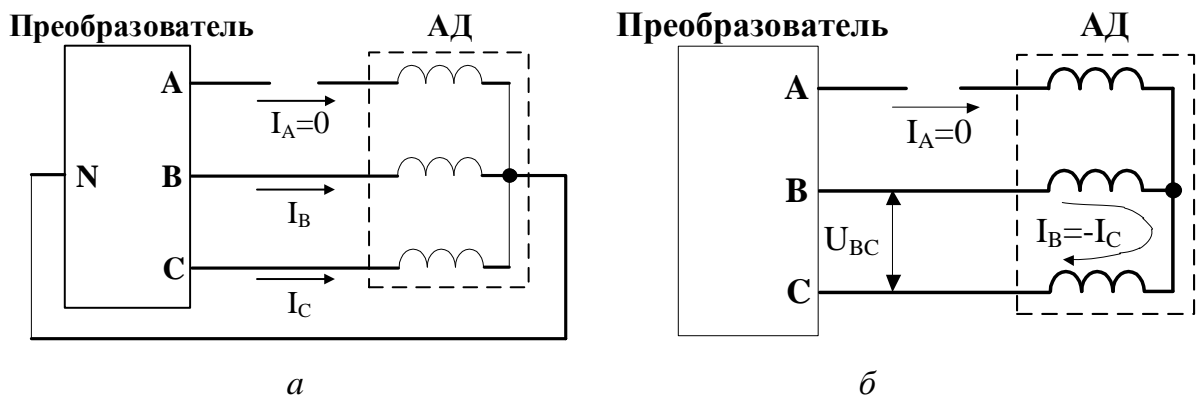 Преобразователь
АД
A
I_A=0
N
B
I_B
C
I_C
а
Преобразователь
АД
A
I_A=0
B
U_BC
I_B=-I_C
C
б